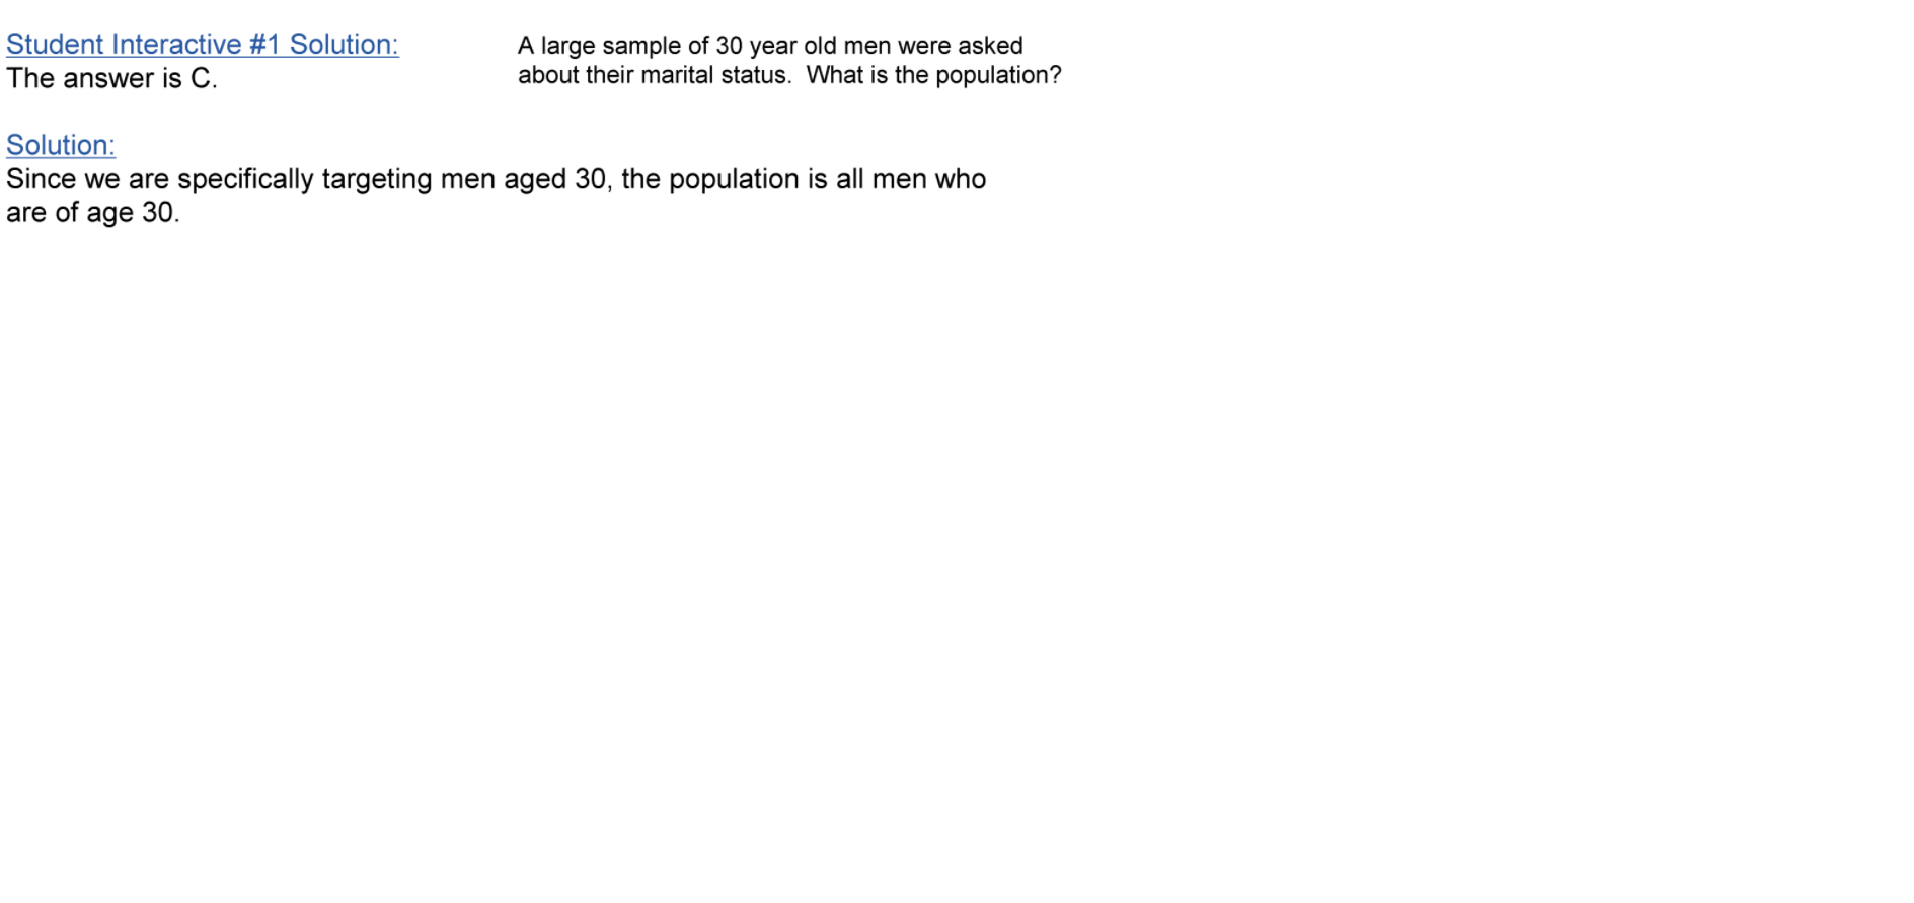 Student Interactive #1 Solution:
The answer is C.
A large sample of 30 year old men were asked
about their marital status.  What is the population?
Solution:
Since we are specifically targeting men aged 30, the population is all men who
are of age 30.